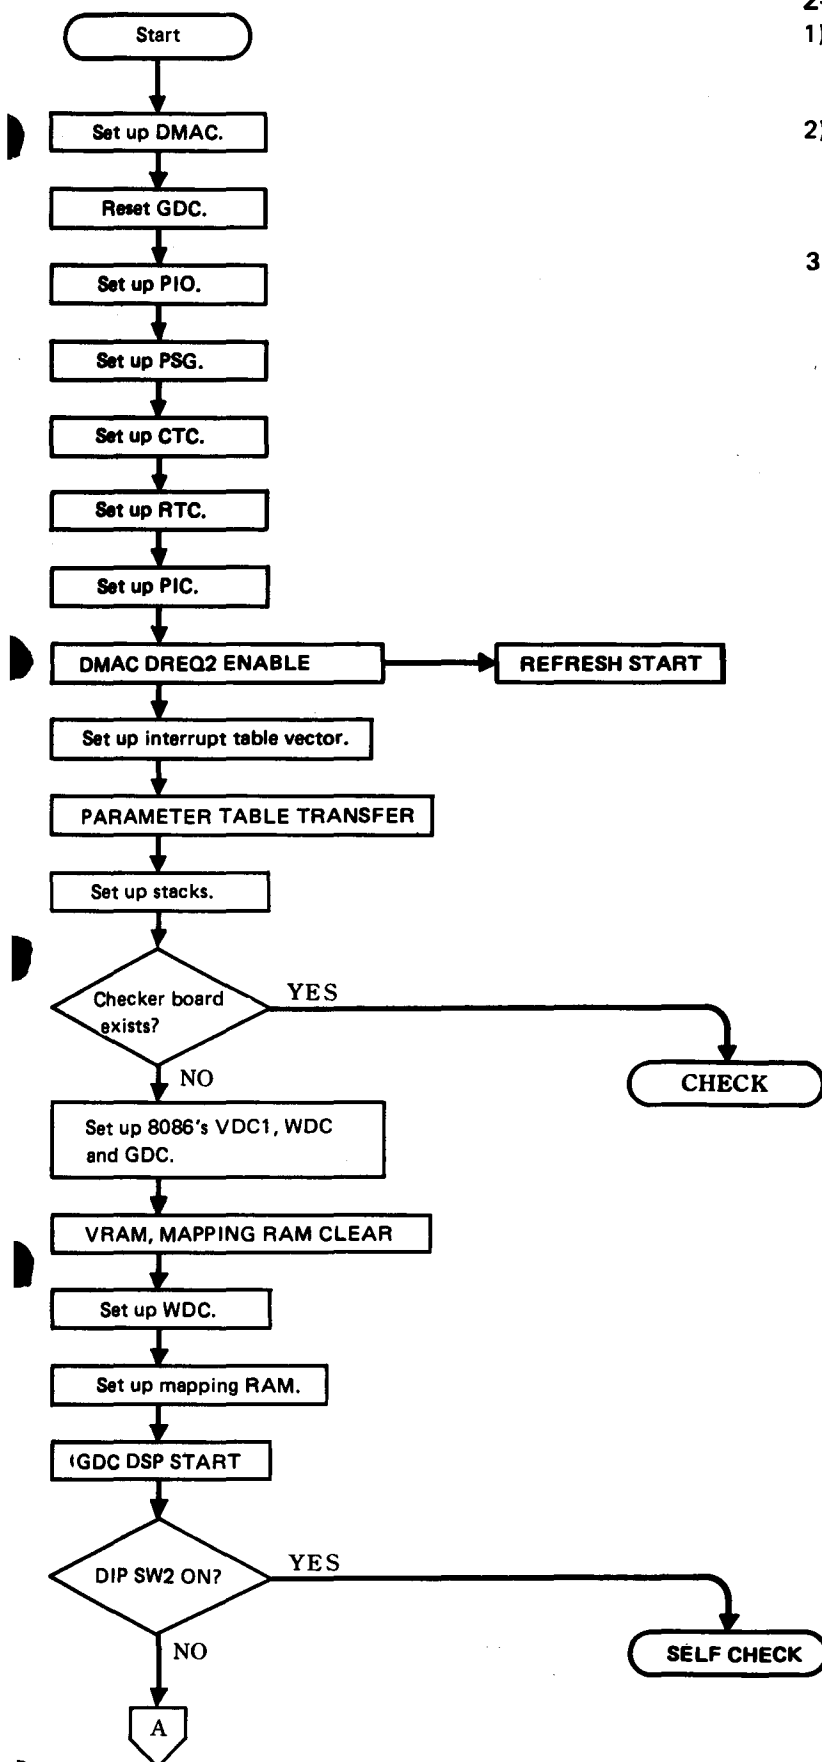 Start
Set up DMAC.
Reset GDC.
Set up PIO.
Set up PSG.
Set up CTC.
Set up RTC.
Set up PIC.
DMAC DREQ2 ENABLE
REFRESH START
Set up interrupt table vector.
PARAMETER TABLE TRANSFER
Set up stacks.
Checker board
exists?
YES
CHECK
NO
Set up 8086's VDC1, WDC
and GDC.
VRAM, MAPPING RAM CLEAR
Set up WDC.
Set up mapping RAM.
GDC DSP START
DIP SW2 ON?
YES
SELF CHECK
NO
A
1)
2)
3